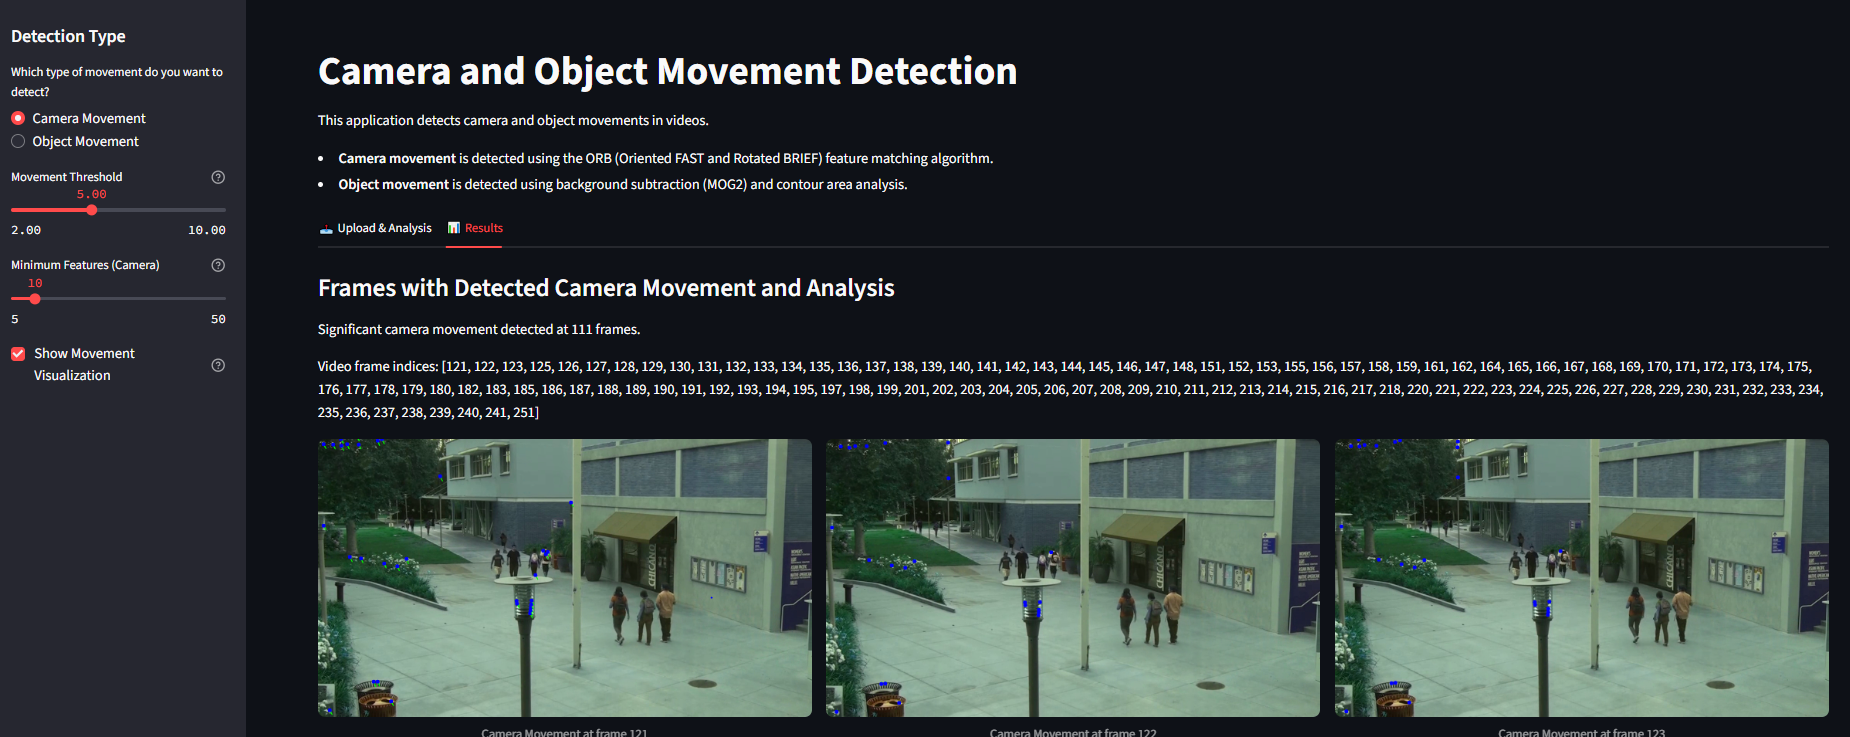 Detection Type
Which type of movement do you want to
detect?
Camera Movement
Object Movement
Movement Threshold
5.00
2.00 10.00
Minimum Features (Camera)
10
5 50
Show Movement
Visualization
Camera and Object Movement Detection
This application detects camera and object movements in videos.
• Camera movement is detected using the ORB (Oriented FAST and Rotated BRIEF) feature matching algorithm.
• Object movement is detected using background subtraction (MOG2) and contour area analysis.
Upload & Analysis Results
Frames with Detected Camera Movement and Analysis
Significant camera movement detected at 111 frames.
Video frame indices: [121, 122, 123, 125, 126, 127, 128, 129, 130, 131, 132, 133, 134, 135, 136, 137, 138, 139, 140, 141, 142, 143, 144, 145, 146, 147, 148, 151, 152, 153, 155, 156, 157, 158, 159, 161, 162, 164, 165, 166, 167, 168, 169, 170, 171, 172, 173, 174, 175,
176, 177, 178, 179, 180, 182, 183, 185, 186, 187, 188, 189, 190, 191, 192, 193, 194, 195, 197, 198, 199, 201, 202, 203, 204, 205, 206, 207, 208, 209, 210, 211, 212, 213, 214, 215, 216, 217, 218, 220, 221, 222, 223, 224, 225, 226, 227, 228, 229, 230, 231, 232, 233, 234,
235, 236, 237, 238, 239, 240, 241, 251]
CHICANO
CHICANO
CHICANO
Camera Movement at frame 121
Camera Movement at frame 122
Camera Movement at frame 123